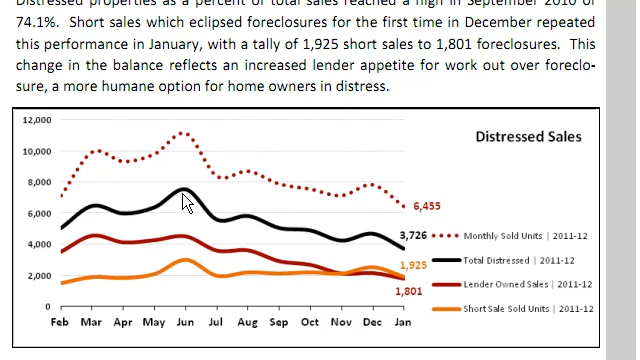 Distressed properties as a percent of total sales reached a high in September 2010 of
74.1%. Short sales which eclipsed foreclosures for the first time in December repeated
this performance in January, with a tally of 1,925 short sales to 1,801 foreclosures. This
change in the balance reflects an increased lender appetite for work out over foreclo-
sure, a more humane option for home owners in distress.
Distressed Sales
12,000
10,000
8,000
6,000
4,000
2,000
0
6,455
3,726
1,925
1,801
Monthly Sold Units | 2011-12
Total Distressed | 2011-12
Lender Owned Sales | 2011-12
Short Sale Sold Units | 2011-12
Feb Mar Apr May Jun Jul Aug Sep Oct Nov Dec Jan